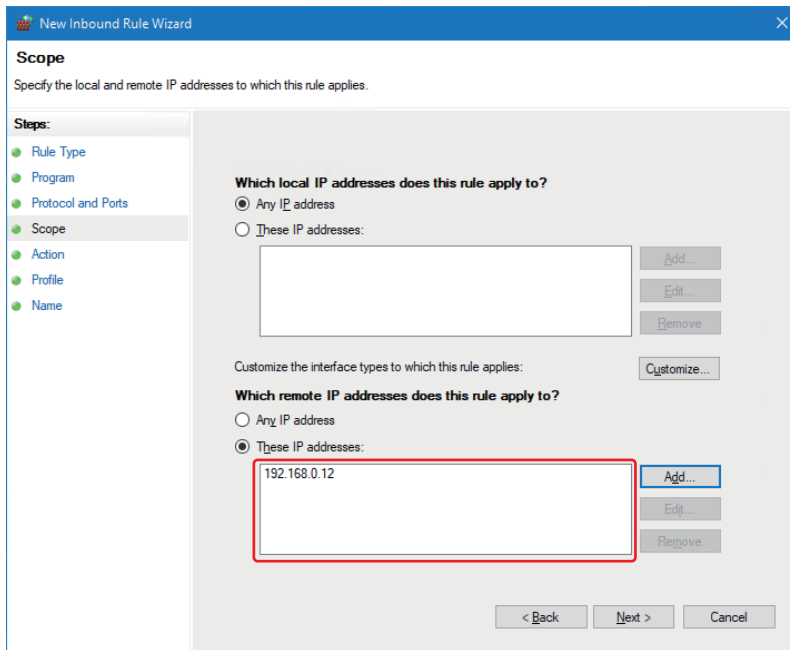 New Inbound Rule Wizard
Scope
Specify the local and remote IP addresses to which this rule applies.
Steps:
Rule Type
Program
Protocol and Ports
Scope
Action
Profile
Name
Which local IP addresses does this rule apply to?
Any IP address
These IP addresses:
Add...
Edit...
Remove
Customize the interface types to which this rule applies:
Customize...
Which remote IP addresses does this rule apply to?
Any IP address
These IP addresses:
192.168.0.12
Add...
Edit...
Remove
< Back
Next >
Cancel